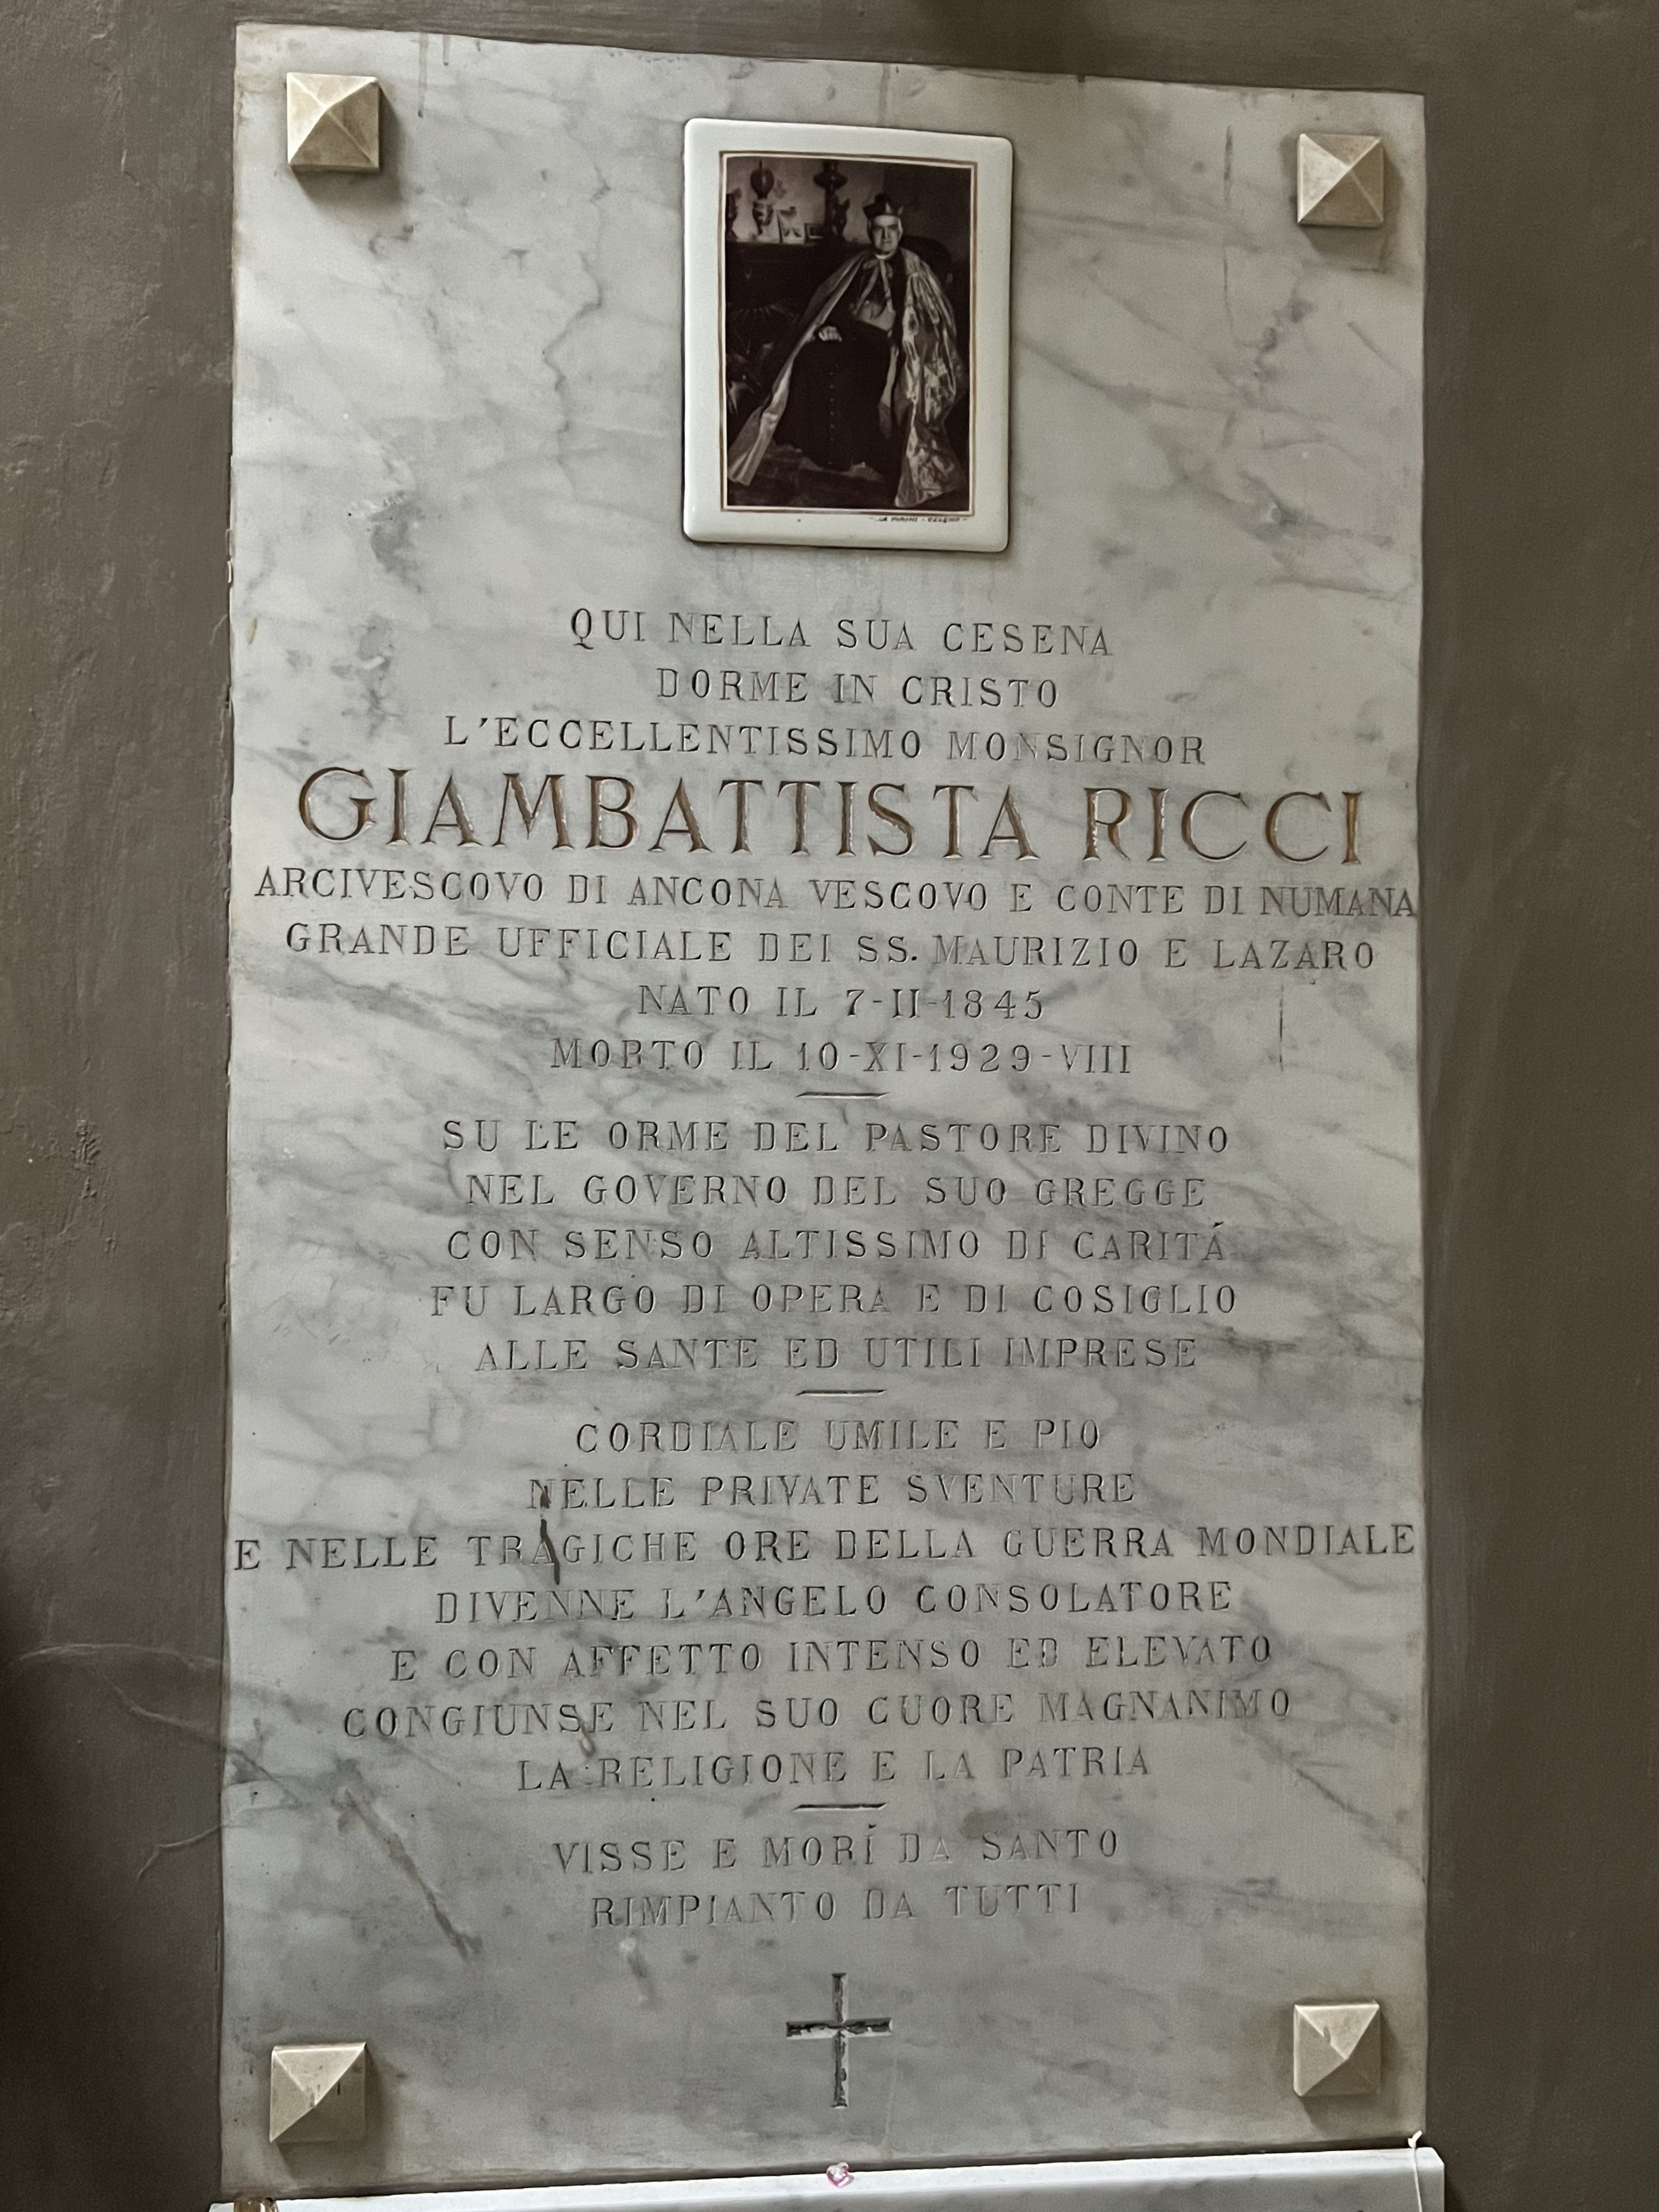 QUI NELLA SUA CESENA
DORME IN CRISTO
L'ECCELLENTISSIMO MONSIGNOR
GIAMBATTISTA RICCI
ARCIVESCOVO DI ANCONA VESCOVO E CONTE DI NUMANA
GRANDE UFFICIALE DEI SS. MAURIZIO E LAZARO
NATO IL 7-II-1845
MORTO IL 10-XI-1929-VIII
SU LE ORME DEL PASTORE DIVINO
NEL GOVERNO DEL SUO GREGGE
CON SENSO ALTISSIMO DI CARITÁ
FU LARGO DI OPERA E DI COSIGLIO
ALLE SANTE ED UTILI IMPRESE
CORDIALE UMILE E PIO
NELLE PRIVATE SVENTURE
E NELLE TRAGICHE ORE DELLA GUERRA MONDIALE
DIVENNE L'ANGELO CONSOLATORE
E CON AFFETTO INTENSO ED ELEVATO
CONGIUNSE NEL SUO CUORE MAGNANIMO
LA RELIGIONE E LA PATRIA
VISSE E MORÍ DA SANTO
RIMPIANTO DA TUTTI